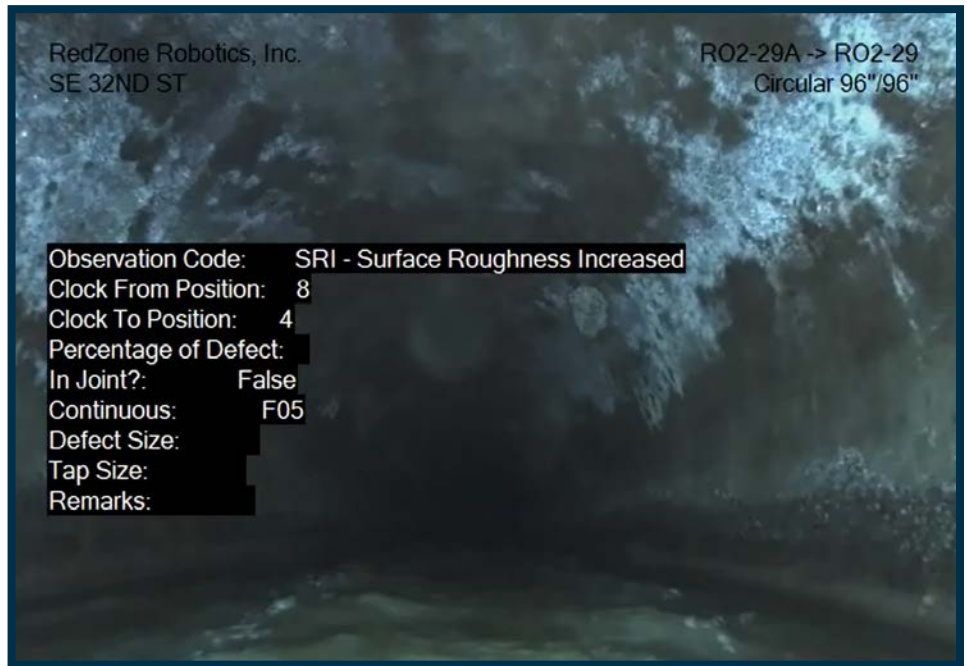 RedZone Robotics, Inc.
RO2-29A -> RO2-29
SE 32ND ST
Circular 96"/96"
Observation Code: SRI - Surface Roughness Increased
Clock From Position: 8
Clock To Position: 4
Percentage of Defect:
In Joint?: False
Continuous: F05
Defect Size:
Tap Size:
Remarks: